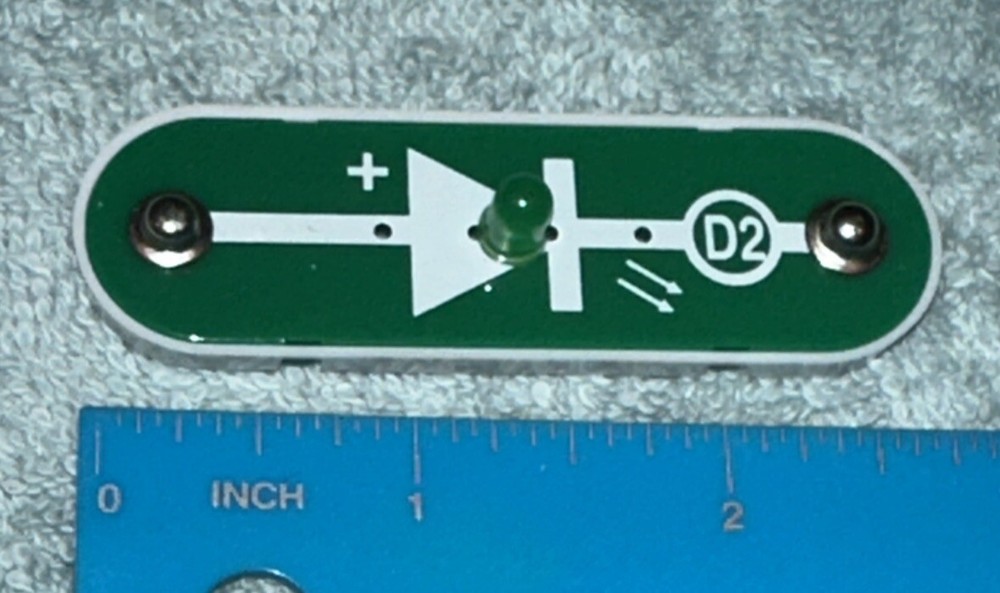 +
D2
0 INCH 1 2